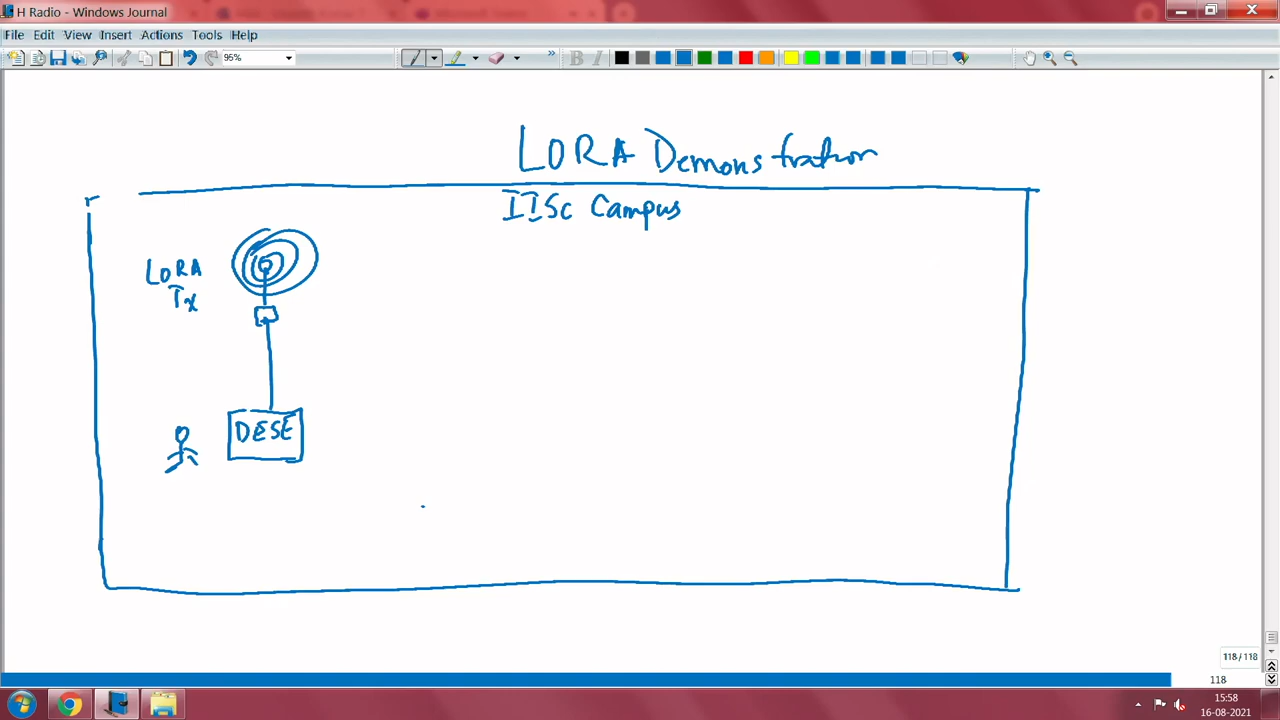 H Radio - Windows Journal
File Edit View Insert Actions Tools Help
95%
B I
LORA Demonstration
IISc Campus
LORA
Tx
DESE
118 / 118
118
15:58
16-08-2021